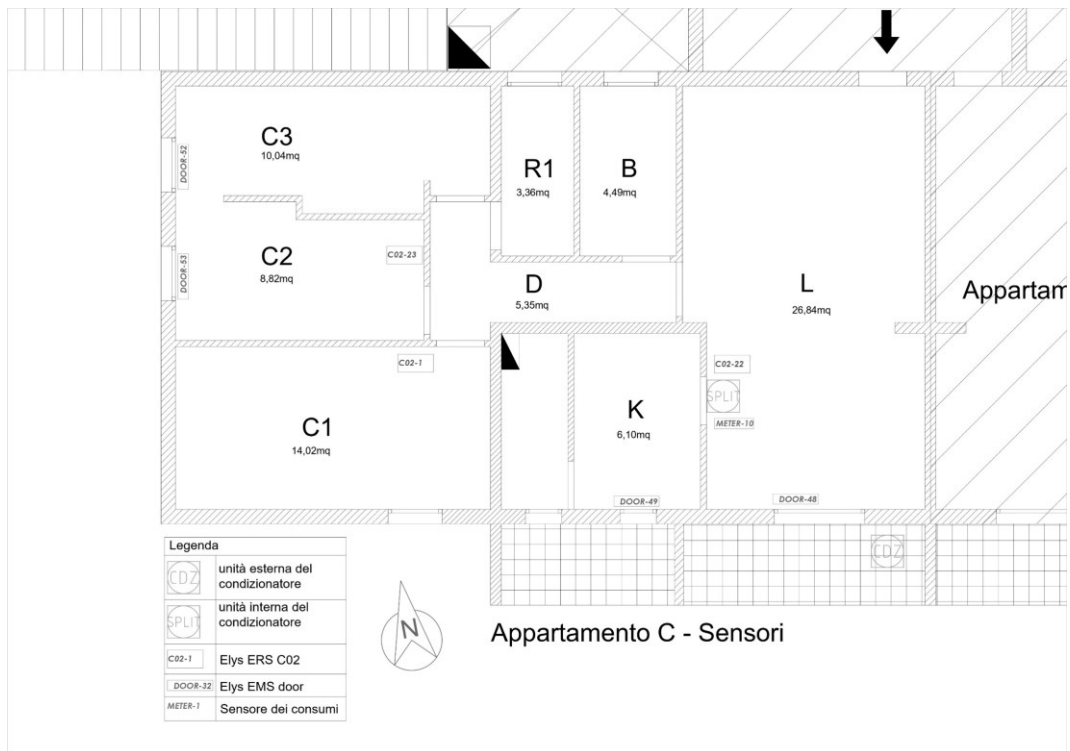 C3
10,04mq
DOOR-52
R1
3,36mq
B
4,49mq
C2
8,82mq
DOOR-53
C02-23
D
5,35mq
L
26,84mq
Appartam
C02-1
C02-22
SPLIT
METER-10
C1
14,02mq
K
6,10mq
DOOR-49
DOOR-48
CDZ
Legenda
CDZ
unità esterna del
condizionatore
SPLIT
unità interna del
condizionatore
C02-1 Elys ERS C02
DOOR-32 Elys EMS door
METER-1 Sensore dei consumi
N
Appartamento C - Sensori